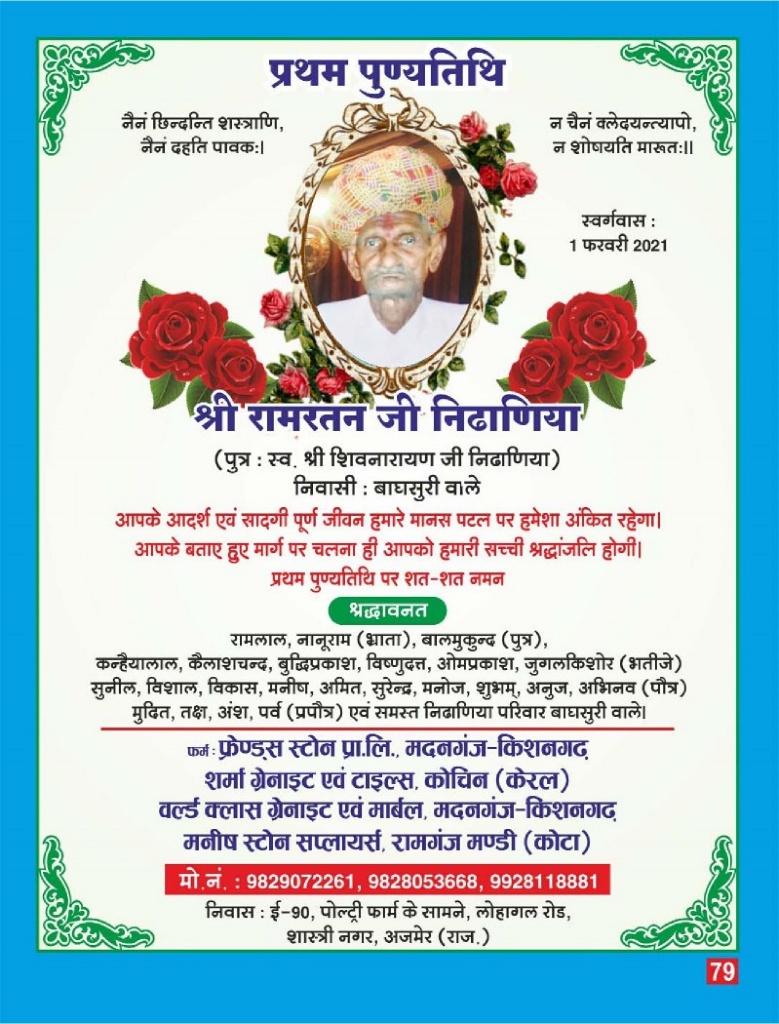 प्रथम पुण्यतिथि
नैनं छिन्दन्ति शस्त्राणि,
नैनं दहति पावकः।
न चैनं क्लेदयन्त्यापो,
न शोषयति मारूतः॥
स्वर्गवास :
1 फरवरी 2021
श्री रामरतन जी निढाणिया
(पुत्र : स्व. श्री शिवनारायण जी निढाणिया)
निवासी : बाघसुरी वाले
आपके आदर्श एवं सादगी पूर्ण जीवन हमारे मानस पटल पर हमेशा अंकित रहेगा।
आपके बताए हुए मार्ग पर चलना ही आपको हमारी सच्ची श्रद्धांजलि होगी।
प्रथम पुण्यतिथि पर शत-शत नमन
श्रद्धावनत
रामलाल, नानूराम (भ्राता), बालमुकुन्द (पुत्र),
कन्हैयालाल, कैलाशचन्द, बुद्धिप्रकाश, विष्णुदत्त, ओमप्रकाश, जुगलकिशोर (भतीजे)
सुनील, विशाल, विकास, मनीष, अमित, सुरेन्द्र, मनोज, शुभम्, अनुज, अभिनव (पौत्र)
मुदित, तक्ष, अंश, पर्व (प्रपौत्र) एवं समस्त निढाणिया परिवार बाघसुरी वाले।
फर्म : फ्रेण्ड्स स्टोन प्रा.लि., मदनगंज-किशनगढ़
शर्मा ग्रेनाइट एवं टाइल्स, कोचिन (केरल)
वर्ल्ड क्लास ग्रेनाइट एवं मार्बल, मदनगंज-किशनगढ़
मनीष स्टोन सप्लायर्स, रामगंज मण्डी (कोटा)
मो.नं. : 9829072261, 9828053668, 9928118881
निवास : ई-90, पोल्ट्री फार्म के सामने, लोहागल रोड,
शास्त्री नगर, अजमेर (राज.)
79